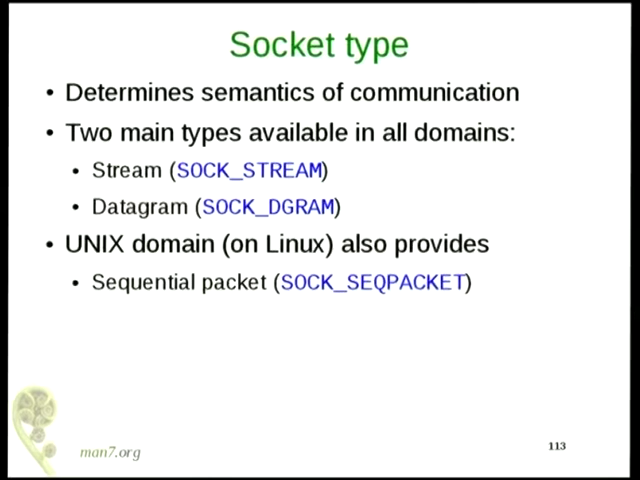 Socket type
• Determines semantics of communication
• Two main types available in all domains:
• Stream (SOCK_STREAM)
• Datagram (SOCK_DGRAM)
• UNIX domain (on Linux) also provides
• Sequential packet (SOCK_SEQPACKET)
man7.org
113